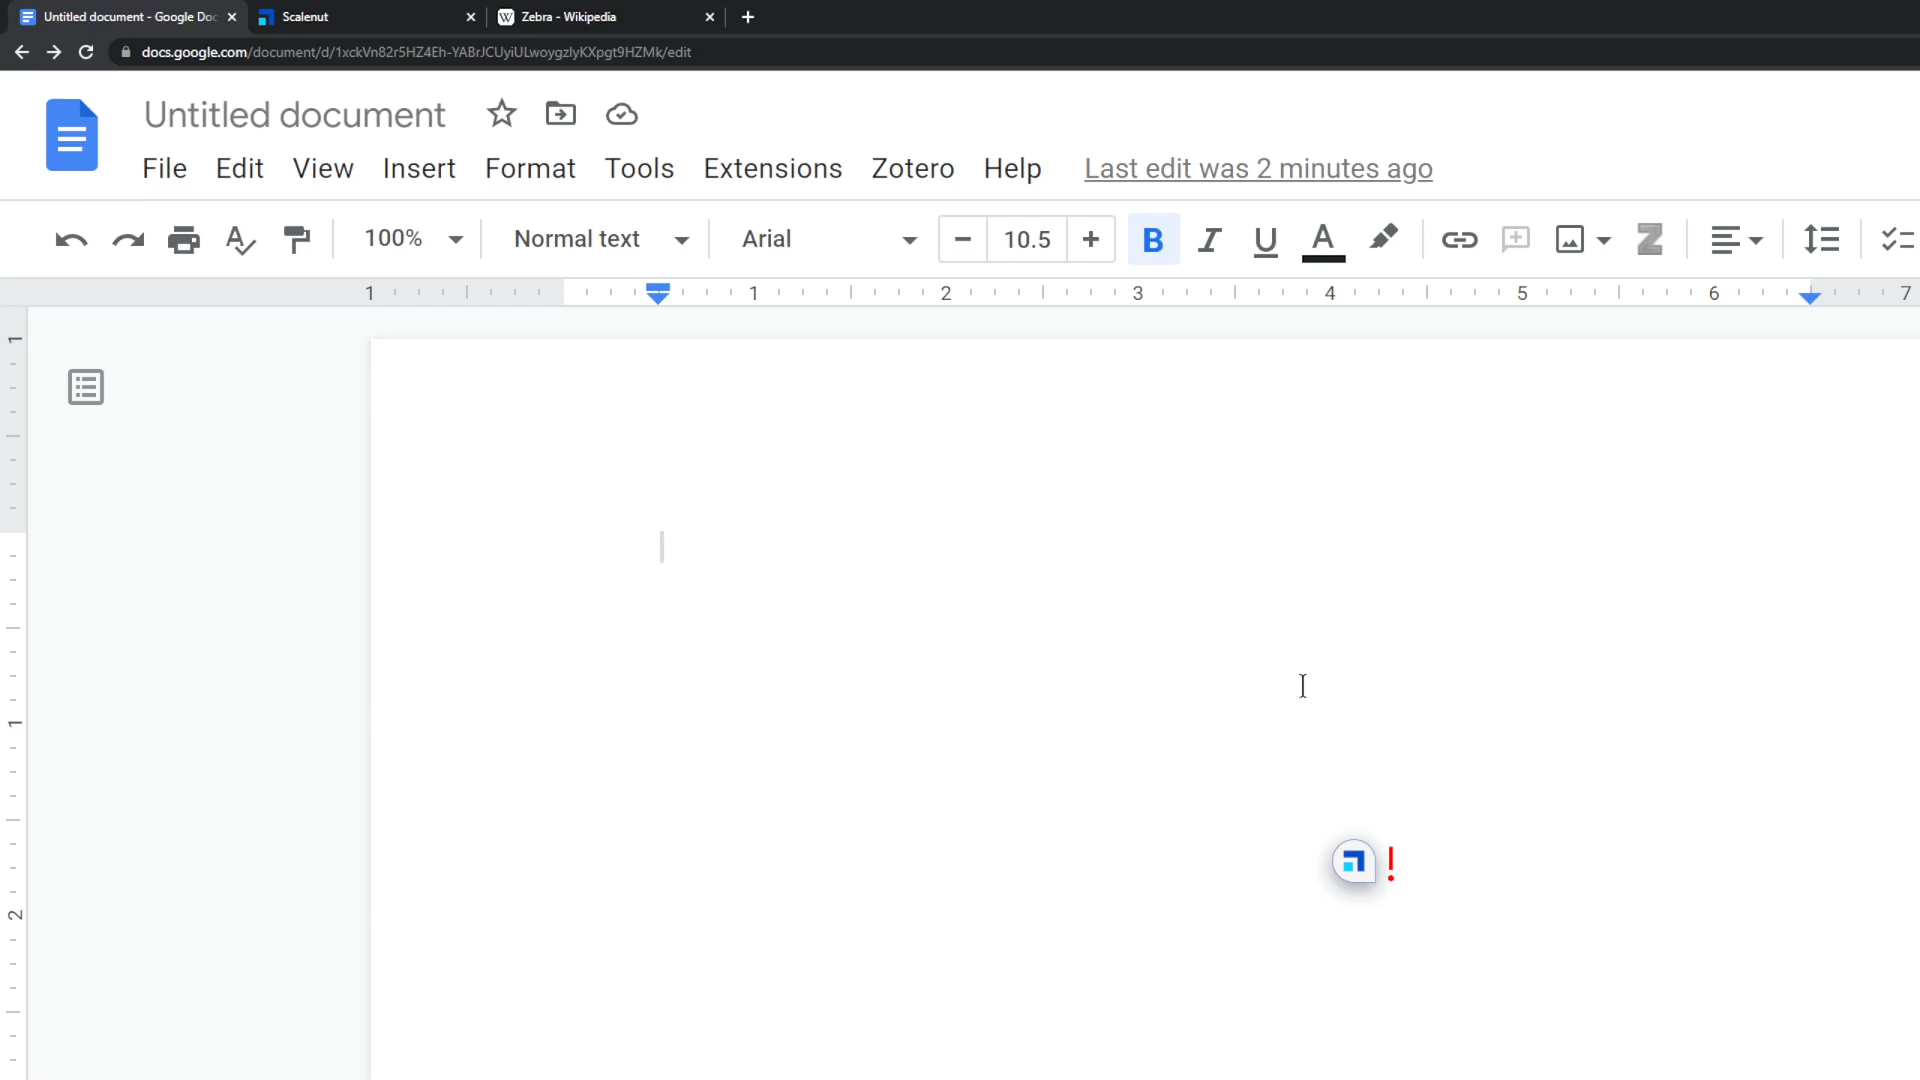 Untitled document - Google Doc
Scalenut
Zebra - Wikipedia
docs.google.com/document/d/1xckVn82r5HZ4Eh-YABrJCUyiULwoygzlyKXpgt9HZMk/edit
Untitled document
File Edit View Insert Format Tools Extensions Zotero Help Last edit was 2 minutes ago
100% Normal text Arial 10.5 B I U A Z
1 1 2 3 4 5 6 7
1
1
2
!